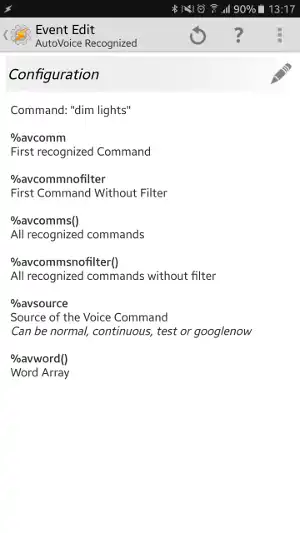 90% 13:17
Event Edit
AutoVoice Recognized
?
Configuration
Command: "dim lights"
%avcomm
First recognized Command
%avcommnofilter
First Command Without Filter
%avcomms()
All recognized commands
%avcommsnofilter()
All recognized commands without filter
%avsource
Source of the Voice Command
Can be normal, continuous, test or googlenow
%avword()
Word Array